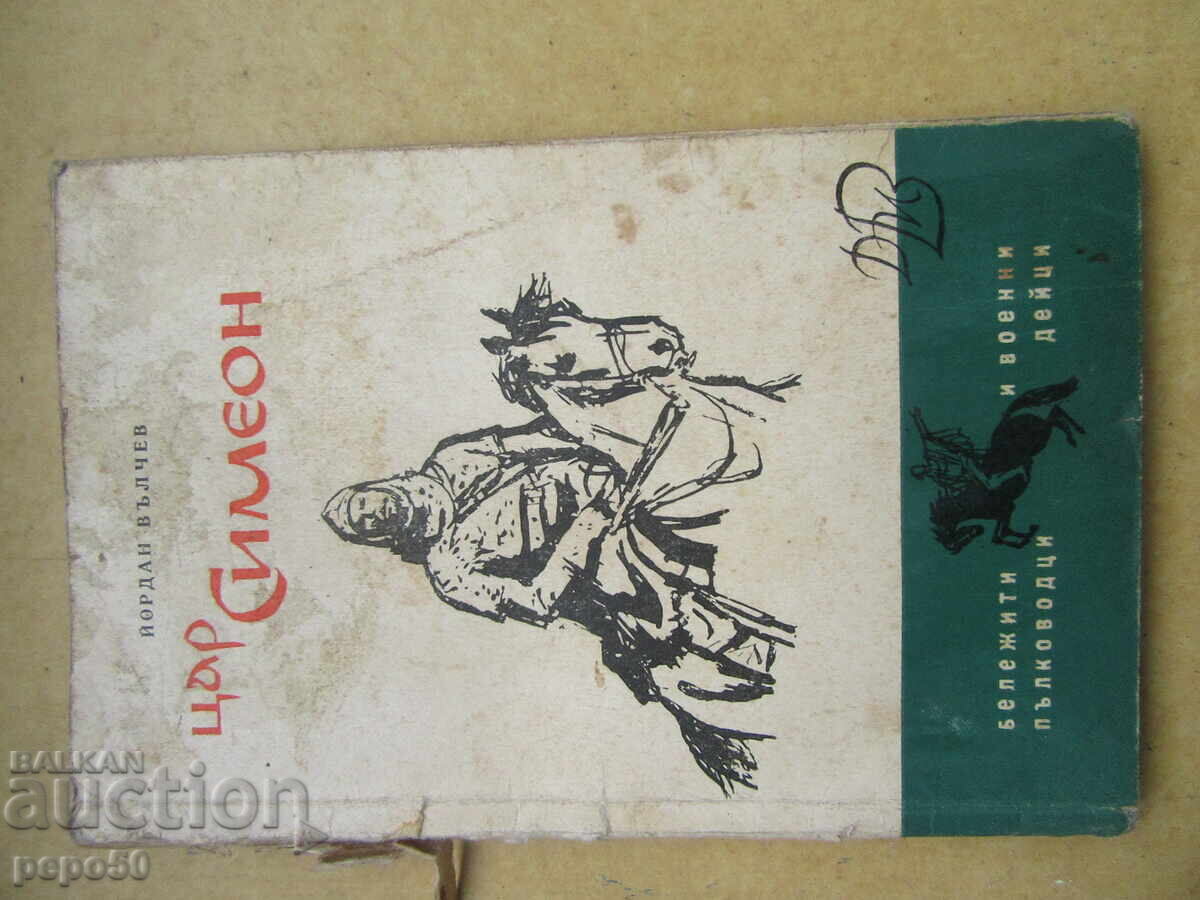 ЙОРДАН ВЪЛЧЕВ
ЦАР
СИМЕОН
БЕЛЕЖИТИ И ВОЕННИ
ПЪЛКОВОДЦИ ДЕЙЦИ
BALKAN
auction
pepo50